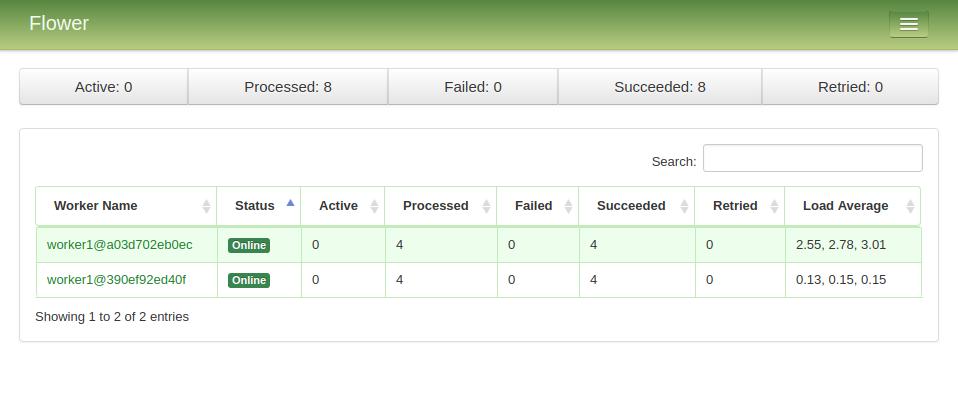 Flower
Active: 0 Processed: 8 Failed: 0 Succeeded: 8 Retried: 0
Search:
Worker Name Status Active Processed Failed Succeeded Retried Load Average
worker1@a03d702eb0ec Online 0 4 0 4 0 2.55, 2.78, 3.01
worker1@390ef92ed40f Online 0 4 0 4 0 0.13, 0.15, 0.15
Showing 1 to 2 of 2 entries